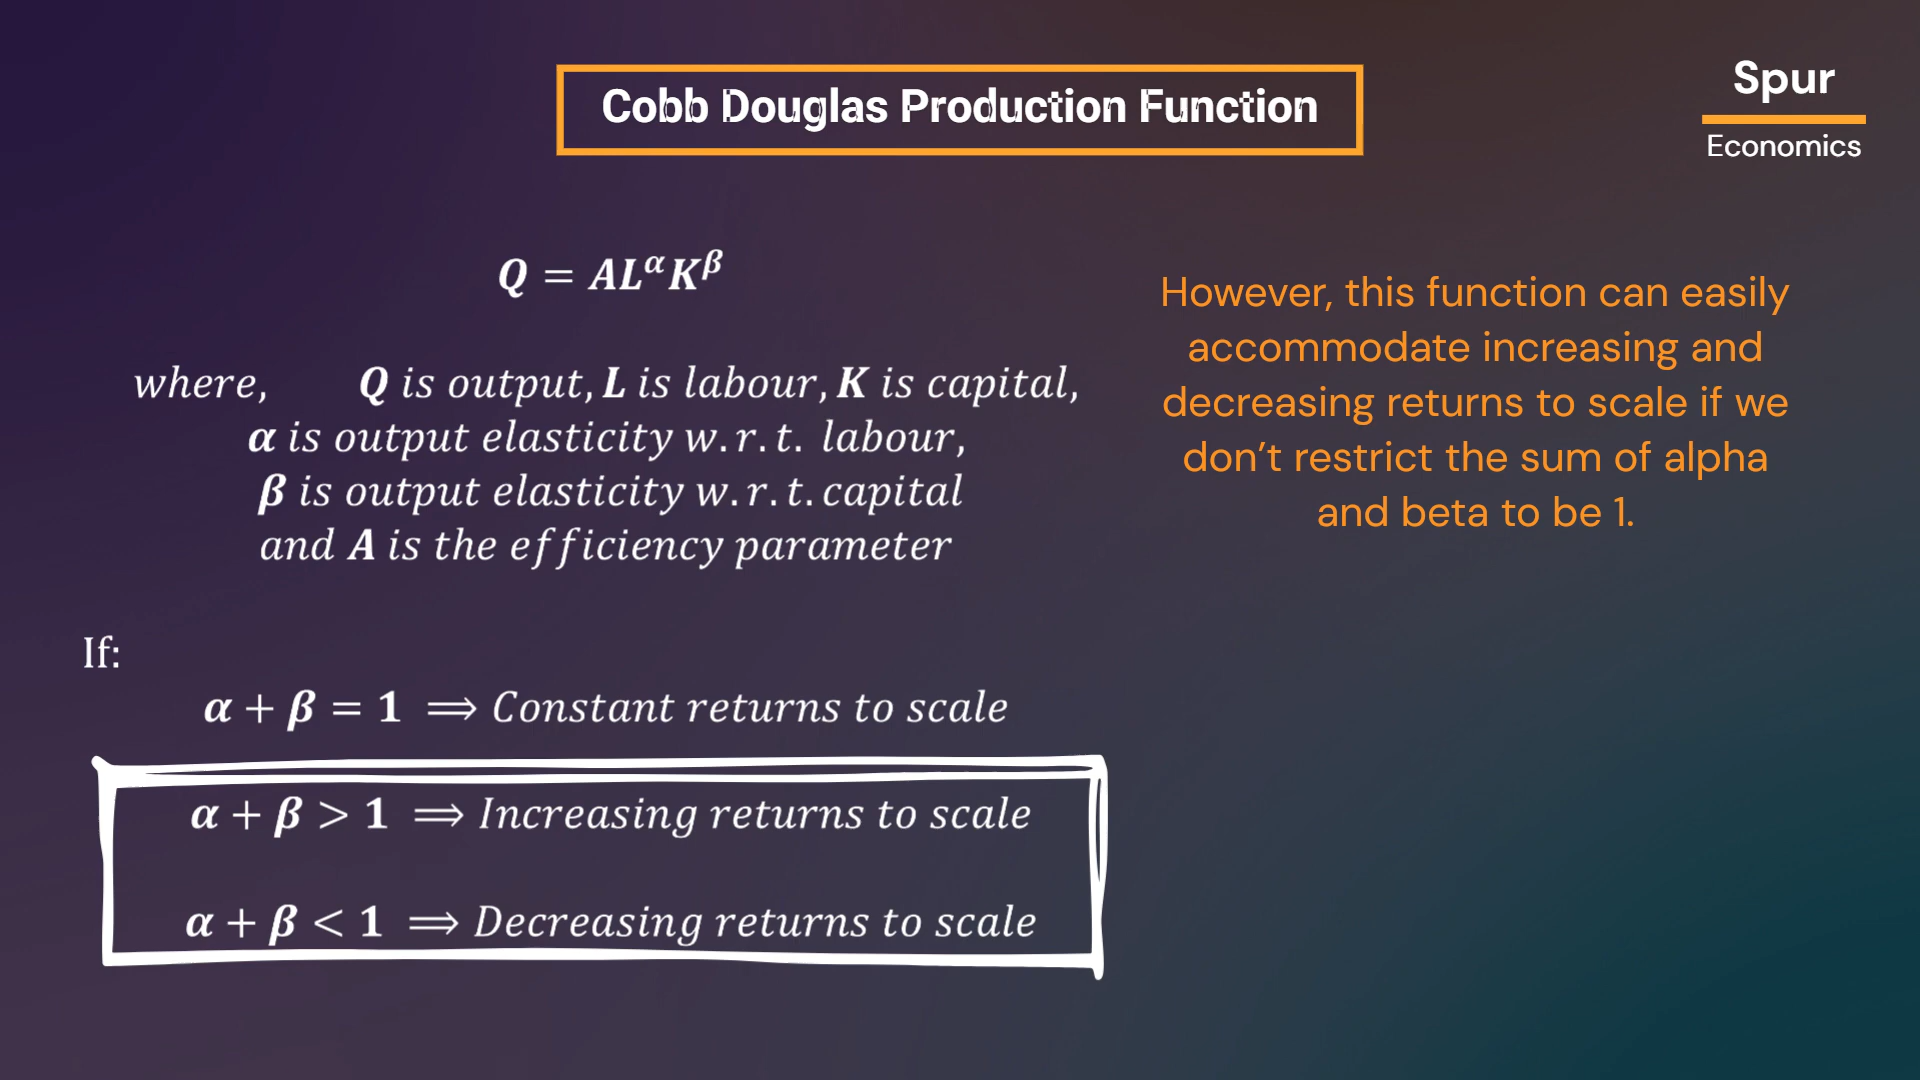 Cobb Douglas Production Function
Spur
Economics
Q = AL^α K^β
where, Q is output, L is labour, K is capital,
α is output elasticity w.r.t. labour,
β is output elasticity w.r.t. capital
and A is the efficiency parameter
If:
α + β = 1 ⟹ Constant returns to scale
α + β > 1 ⟹ Increasing returns to scale
α + β < 1 ⟹ Decreasing returns to scale
However, this function can easily
accommodate increasing and
decreasing returns to scale if we
don’t restrict the sum of alpha
and beta to be 1.